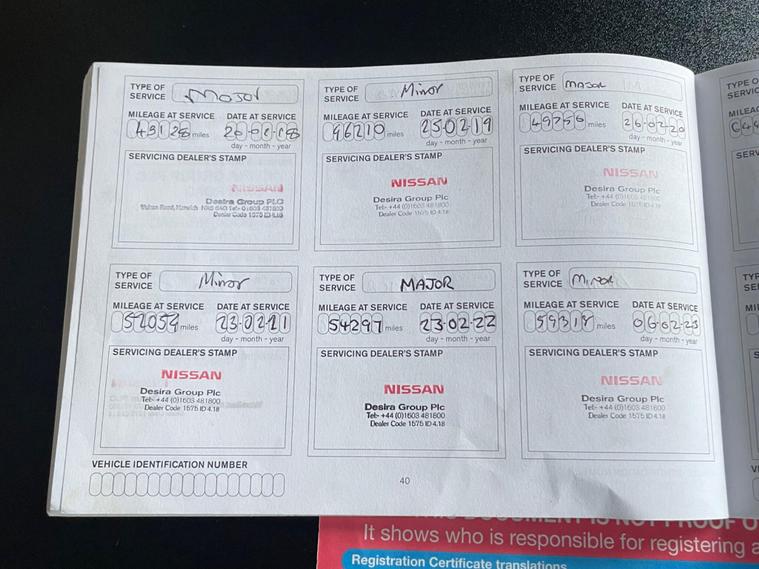 TYPE OF SERVICE Major
MILEAGE AT SERVICE DATE AT SERVICE
43128 miles
day - month - year
SERVICING DEALER'S STAMP
NISSAN
Desira Group PLC
Dealer Code 1575 ID 4.18
TYPE OF SERVICE Minor
MILEAGE AT SERVICE DATE AT SERVICE
46210 miles 25 02 19
day - month - year
SERVICING DEALER'S STAMP
NISSAN
Desira Group Plc
Tel:- +44 (0)1603 481800
Dealer Code 1575 ID 4.18
TYPE OF SERVICE MAJOR
MILEAGE AT SERVICE DATE AT SERVICE
49756 miles 26 02 20
day - month - year
SERVICING DEALER'S STAMP
NISSAN
Desira Group Plc
Tel:- +44 (0)1603 481800
Dealer Code 1575 ID 4.18
TYPE OF SERVICE Minor
MILEAGE AT SERVICE DATE AT SERVICE
52054 miles 23 02 21
day - month - year
SERVICING DEALER'S STAMP
NISSAN
Desira Group Plc
Tel:- +44 (0)1603 481800
Dealer Code 1575 ID 4.18
TYPE OF SERVICE MAJOR
MILEAGE AT SERVICE DATE AT SERVICE
54297 miles 23 02 22
day - month - year
SERVICING DEALER'S STAMP
NISSAN
Desira Group Plc
Tel:- +44 (0)1603 481800
Dealer Code 1575 ID 4.18
TYPE OF SERVICE Minor
MILEAGE AT SERVICE DATE AT SERVICE
59318 miles 06 02 23
day - month - year
SERVICING DEALER'S STAMP
NISSAN
Desira Group Plc
Tel:- +44 (0)1603 481800
Dealer Code 1575 ID 4.18
VEHICLE IDENTIFICATION NUMBER
40
It shows who is responsible for registering
Registration Certificate translations